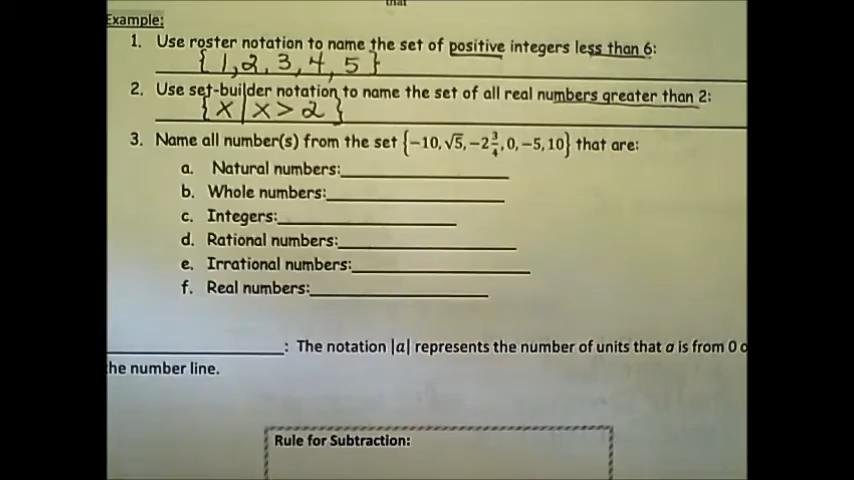 that
Example:
1. Use roster notation to name the set of positive integers less than 6:
{ 1, 2, 3, 4, 5 }
2. Use set-builder notation to name the set of all real numbers greater than 2:
{ x | x > 2 }
3. Name all number(s) from the set {−10, √5, −2 3/4, 0, −5, 10} that are:
a. Natural numbers:
b. Whole numbers:
c. Integers:
d. Rational numbers:
e. Irrational numbers:
f. Real numbers:
: The notation |a| represents the number of units that a is from 0 o
the number line.
Rule for Subtraction: